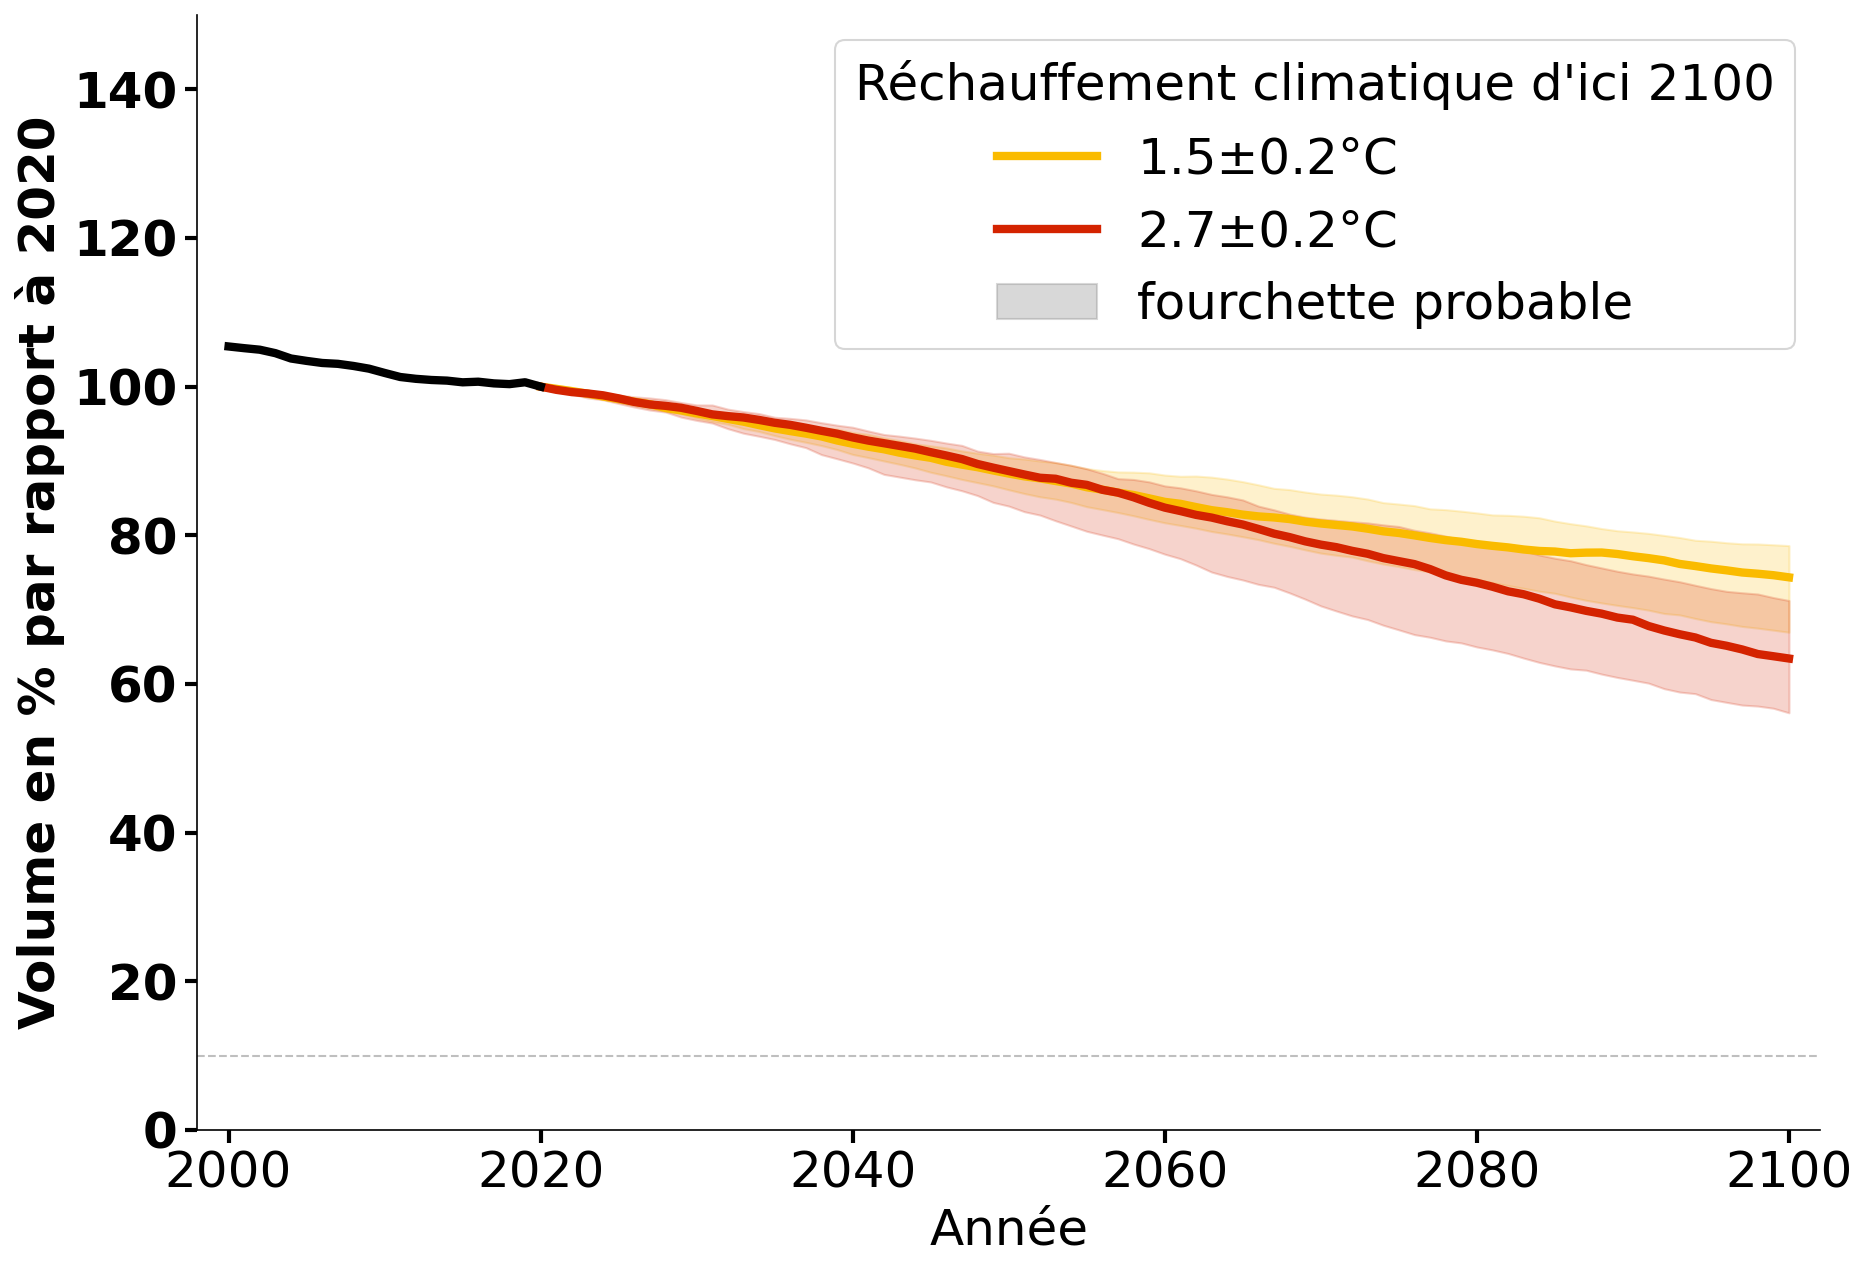 Volume en % par rapport à 2020
140
120
100
80
60
40
20
0
Réchauffement climatique d'ici 2100
1.5±0.2°C
2.7±0.2°C
fourchette probable
2000 2020 2040 2060 2080 2100
Année